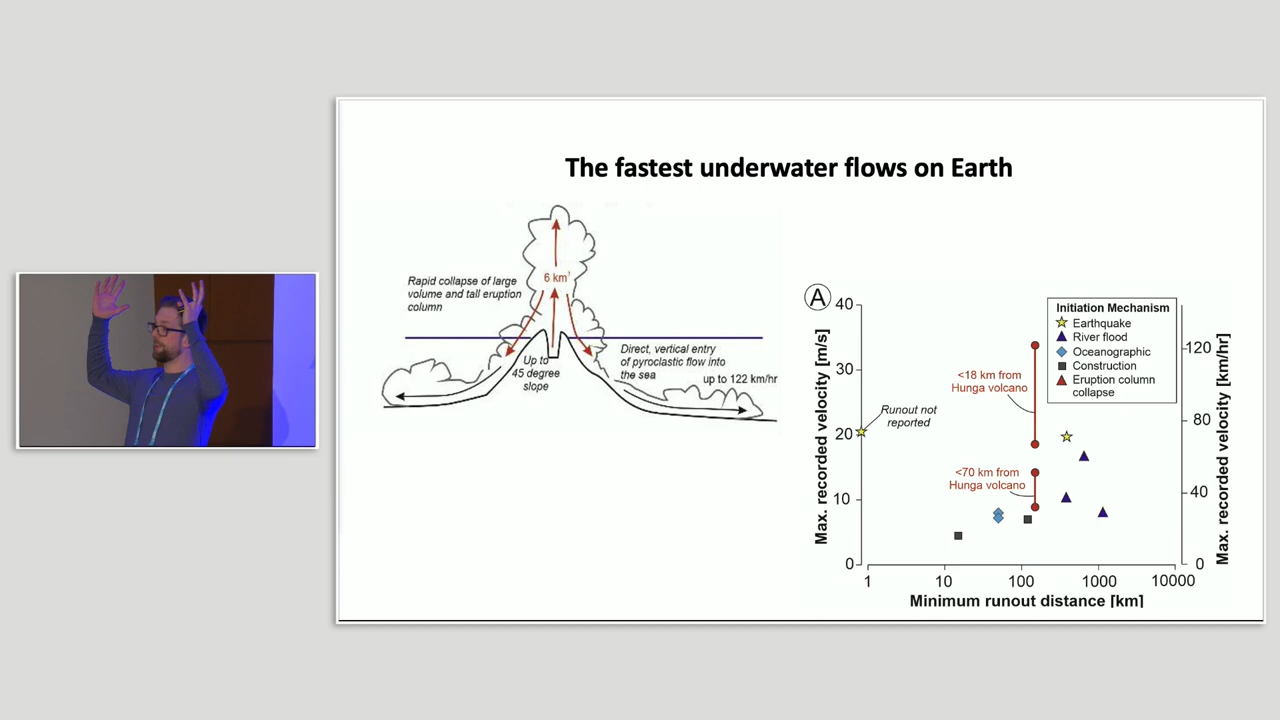 The fastest underwater flows on Earth
Rapid collapse of large
volume and tall eruption
column
6 km³
Up to
45 degree
slope
Direct, vertical entry
of pyroclastic flow into
the sea
up to 122 km/hr
A
Max. recorded velocity [m/s]
40
30
20
10
0
Runout not
reported
<18 km from
Hunga volcano
<70 km from
Hunga volcano
Initiation Mechanism
Earthquake
River flood
Oceanographic
Construction
Eruption column
collapse
120
80
40
0
Max. recorded velocity [km/hr]
1 10 100 1000 10000
Minimum runout distance [km]